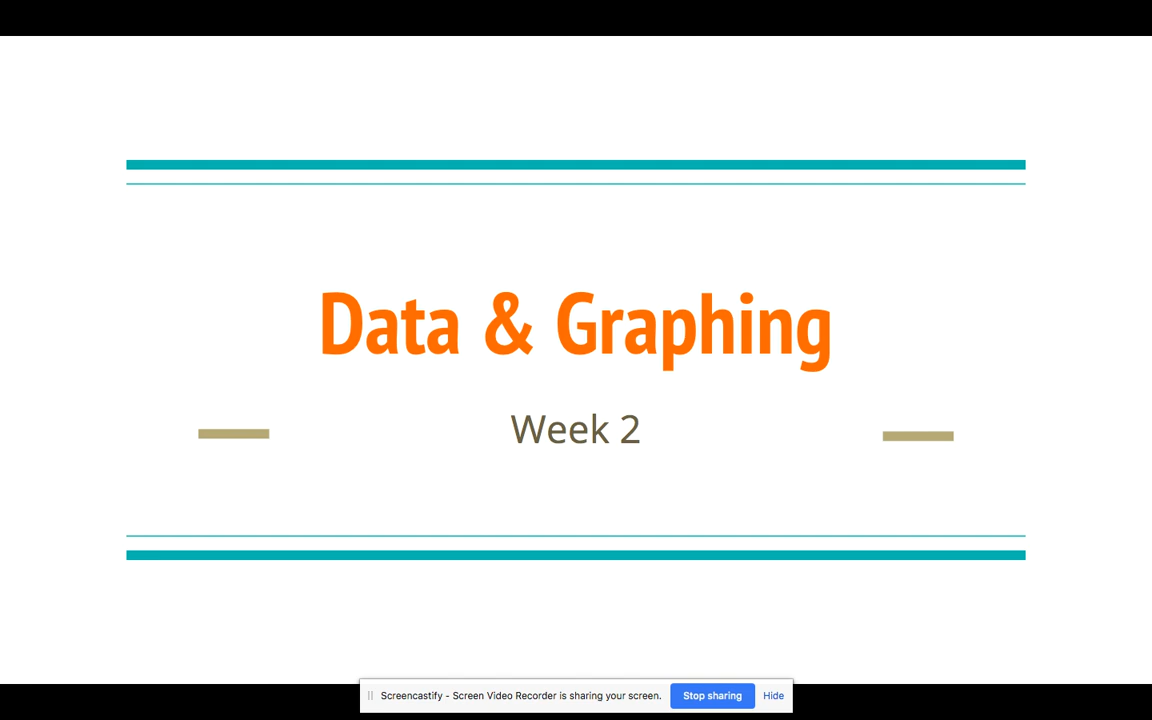 Data & Graphing
Week 2
Screencastify - Screen Video Recorder is sharing your screen. Stop sharing Hide